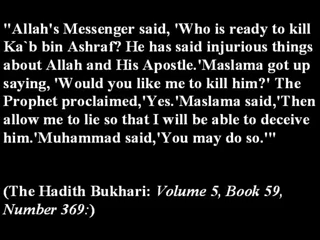 "Allah's Messenger said, 'Who is ready to kill
Ka`b bin Ashraf? He has said injurious things
about Allah and His Apostle.'Maslama got up
saying, 'Would you like me to kill him?' The
Prophet proclaimed,'Yes.'Maslama said,'Then
allow me to lie so that I will be able to deceive
him.'Muhammad said,'You may do so.'"
(The Hadith Bukhari: Volume 5, Book 59,
Number 369:)